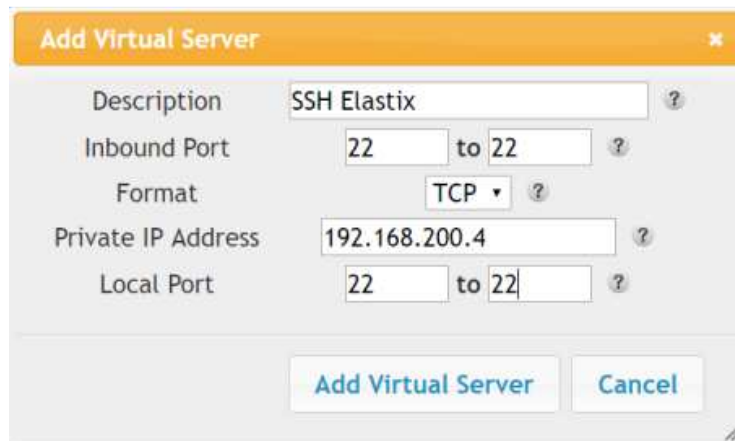 Add Virtual Server ×
Description SSH Elastix ?
Inbound Port 22 to 22 ?
Format TCP ?
Private IP Address 192.168.200.4 ?
Local Port 22 to 22 ?
Add Virtual Server Cancel